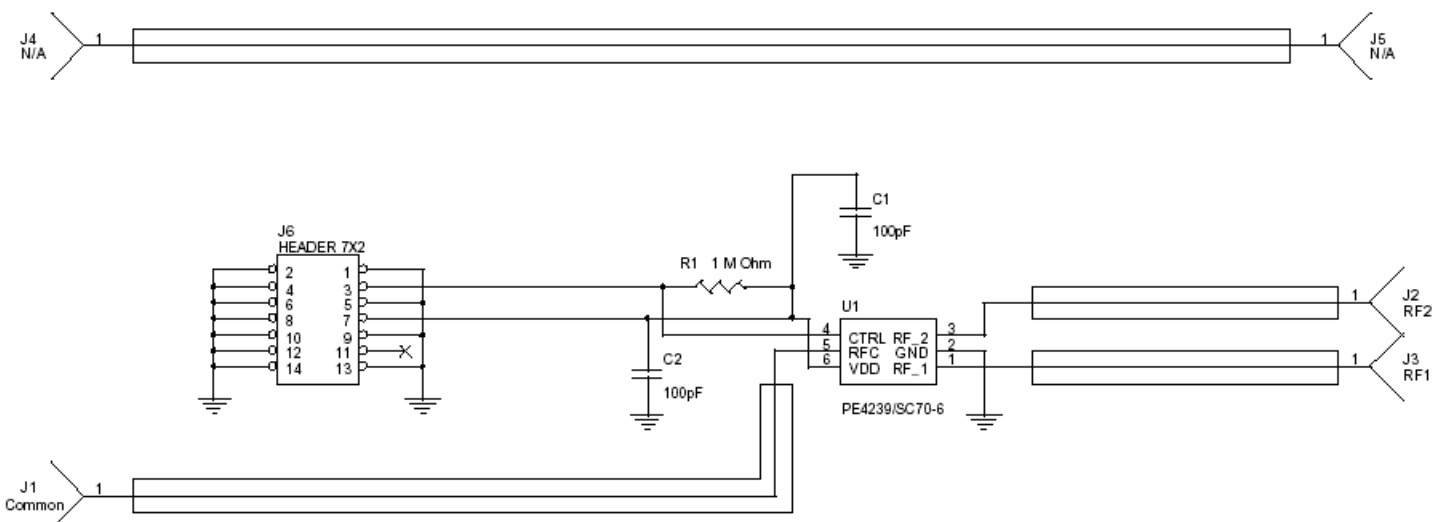 J4
N/A
1
1
J5
N/A
C1
100pF
J6
HEADER 7X2
R1 1 M Ohm
2 1
4 3
6 5
8 7
10 9
12 11
14 13
U1
4 CTRL RF_2 3
5 RFC GND 2
6 VDD RF_1 1
PE4239/SC70-6
C2
100pF
1
J2
RF2
1
J3
RF1
J1
Common
1